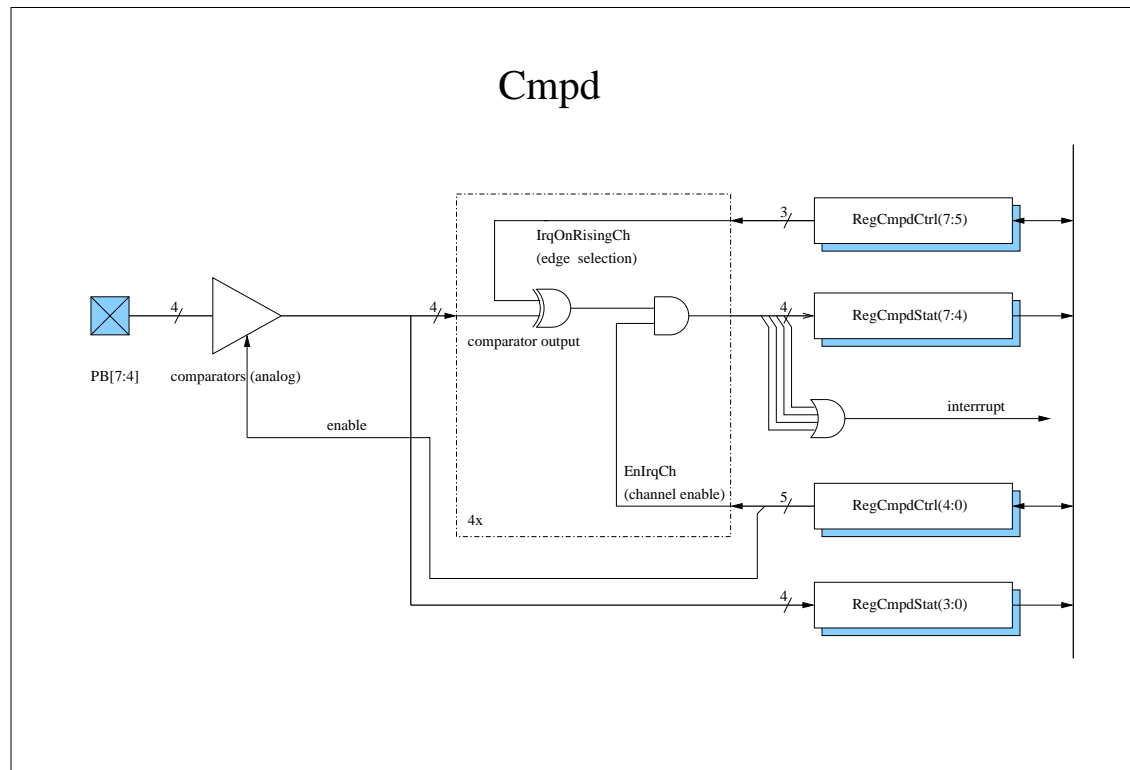 Cmpd
3
RegCmpdCtrl(7:5)
IrqOnRisingCh
(edge selection)
4
4
4
RegCmpdStat(7:4)
comparator output
PB[7:4]
comparators (analog)
interrrupt
enable
EnIrqCh
(channel enable)
5
RegCmpdCtrl(4:0)
4x
4
RegCmpdStat(3:0)